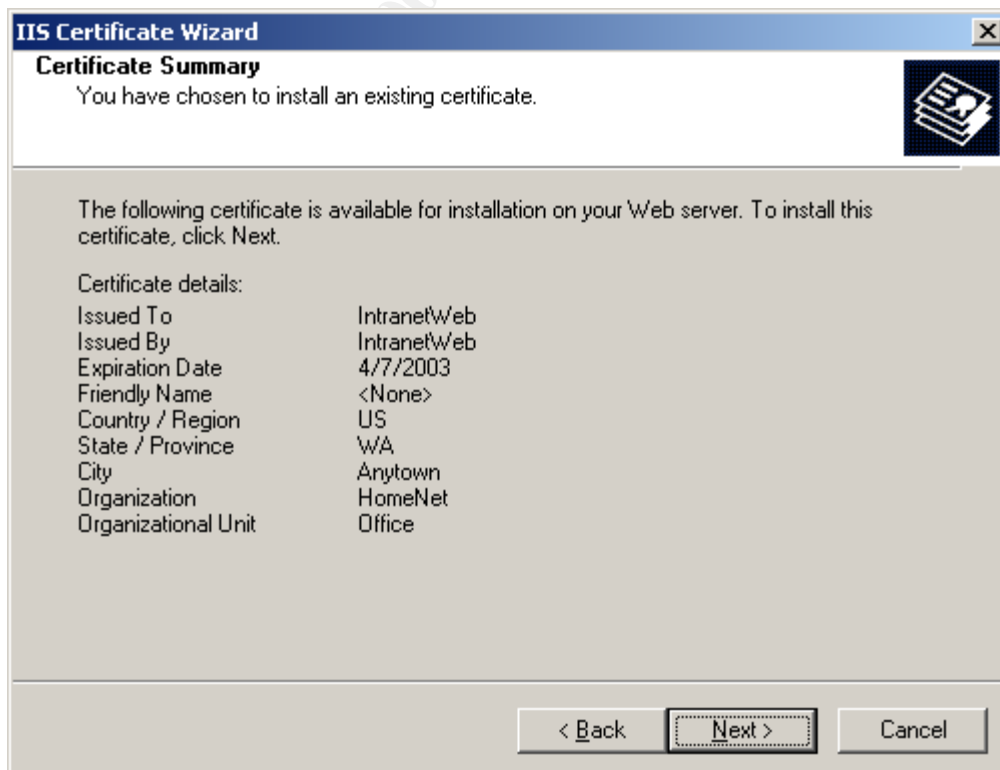 IIS Certificate Wizard
Certificate Summary
You have chosen to install an existing certificate.
The following certificate is available for installation on your Web server. To install this
certificate, click Next.
Certificate details:
Issued To IntranetWeb
Issued By IntranetWeb
Expiration Date 4/7/2003
Friendly Name <None>
Country / Region US
State / Province WA
City Anytown
Organization HomeNet
Organizational Unit Office
< Back Next > Cancel